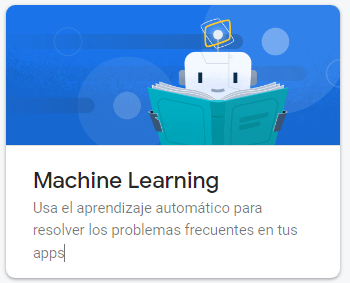 Machine Learning
Usa el aprendizaje automático para
resolver los problemas frecuentes en tus
apps